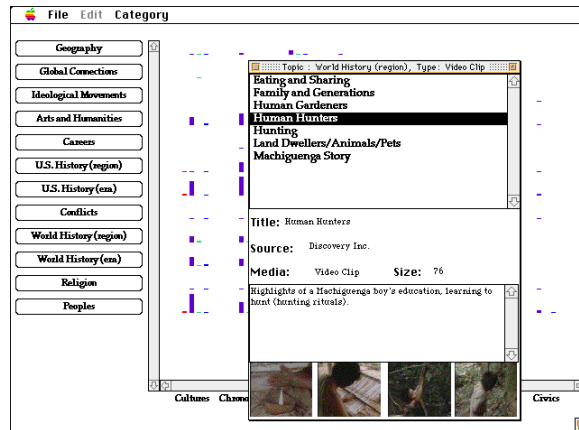 File Edit Category
Geography
Global Connections
Ideological Movements
Arts and Humanities
Careers
U.S. History (region)
U.S. History (era)
Conflicts
World History (region)
World History (era)
Religion
Peoples
Topic : World History (region), Type: Video Clip
Eating and Sharing
Family and Generations
Human Gardeners
Human Hunters
Hunting
Land Dwellers/Animals/Pets
Machiguenga Story
Title: Human Hunters
Source: Discovery Inc.
Media: Video Clip Size: 76
Highlights of a Machiguenga boy's education, learning to
hunt (hunting rituals).
Cultures Civics